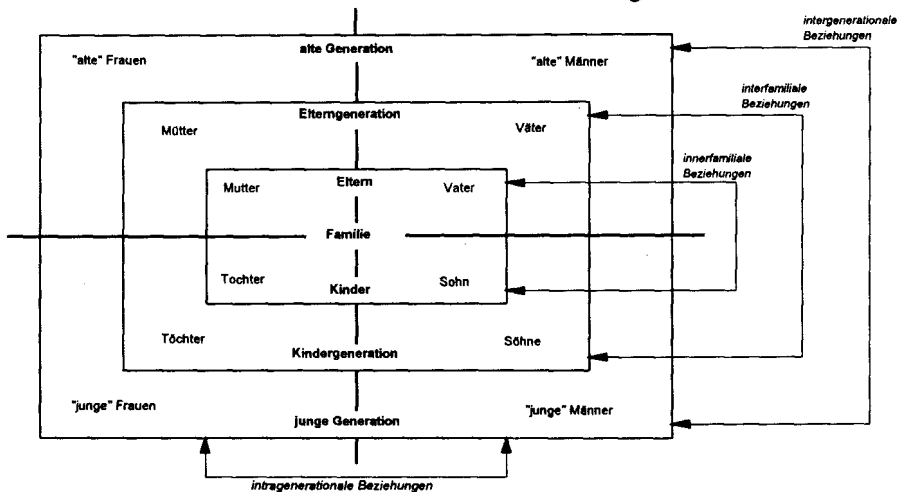 intergenerationale
Beziehungen
alte Generation
"alte" Frauen
"alte" Männer
interfamiliale
Beziehungen
Elterngeneration
Mütter
Väter
innerfamiliale
Beziehungen
Eltern
Mutter
Vater
Familie
Tochter
Sohn
Kinder
Töchter
Söhne
Kindergeneration
"junge" Frauen
"junge" Männer
junge Generation
intragenerationale Beziehungen